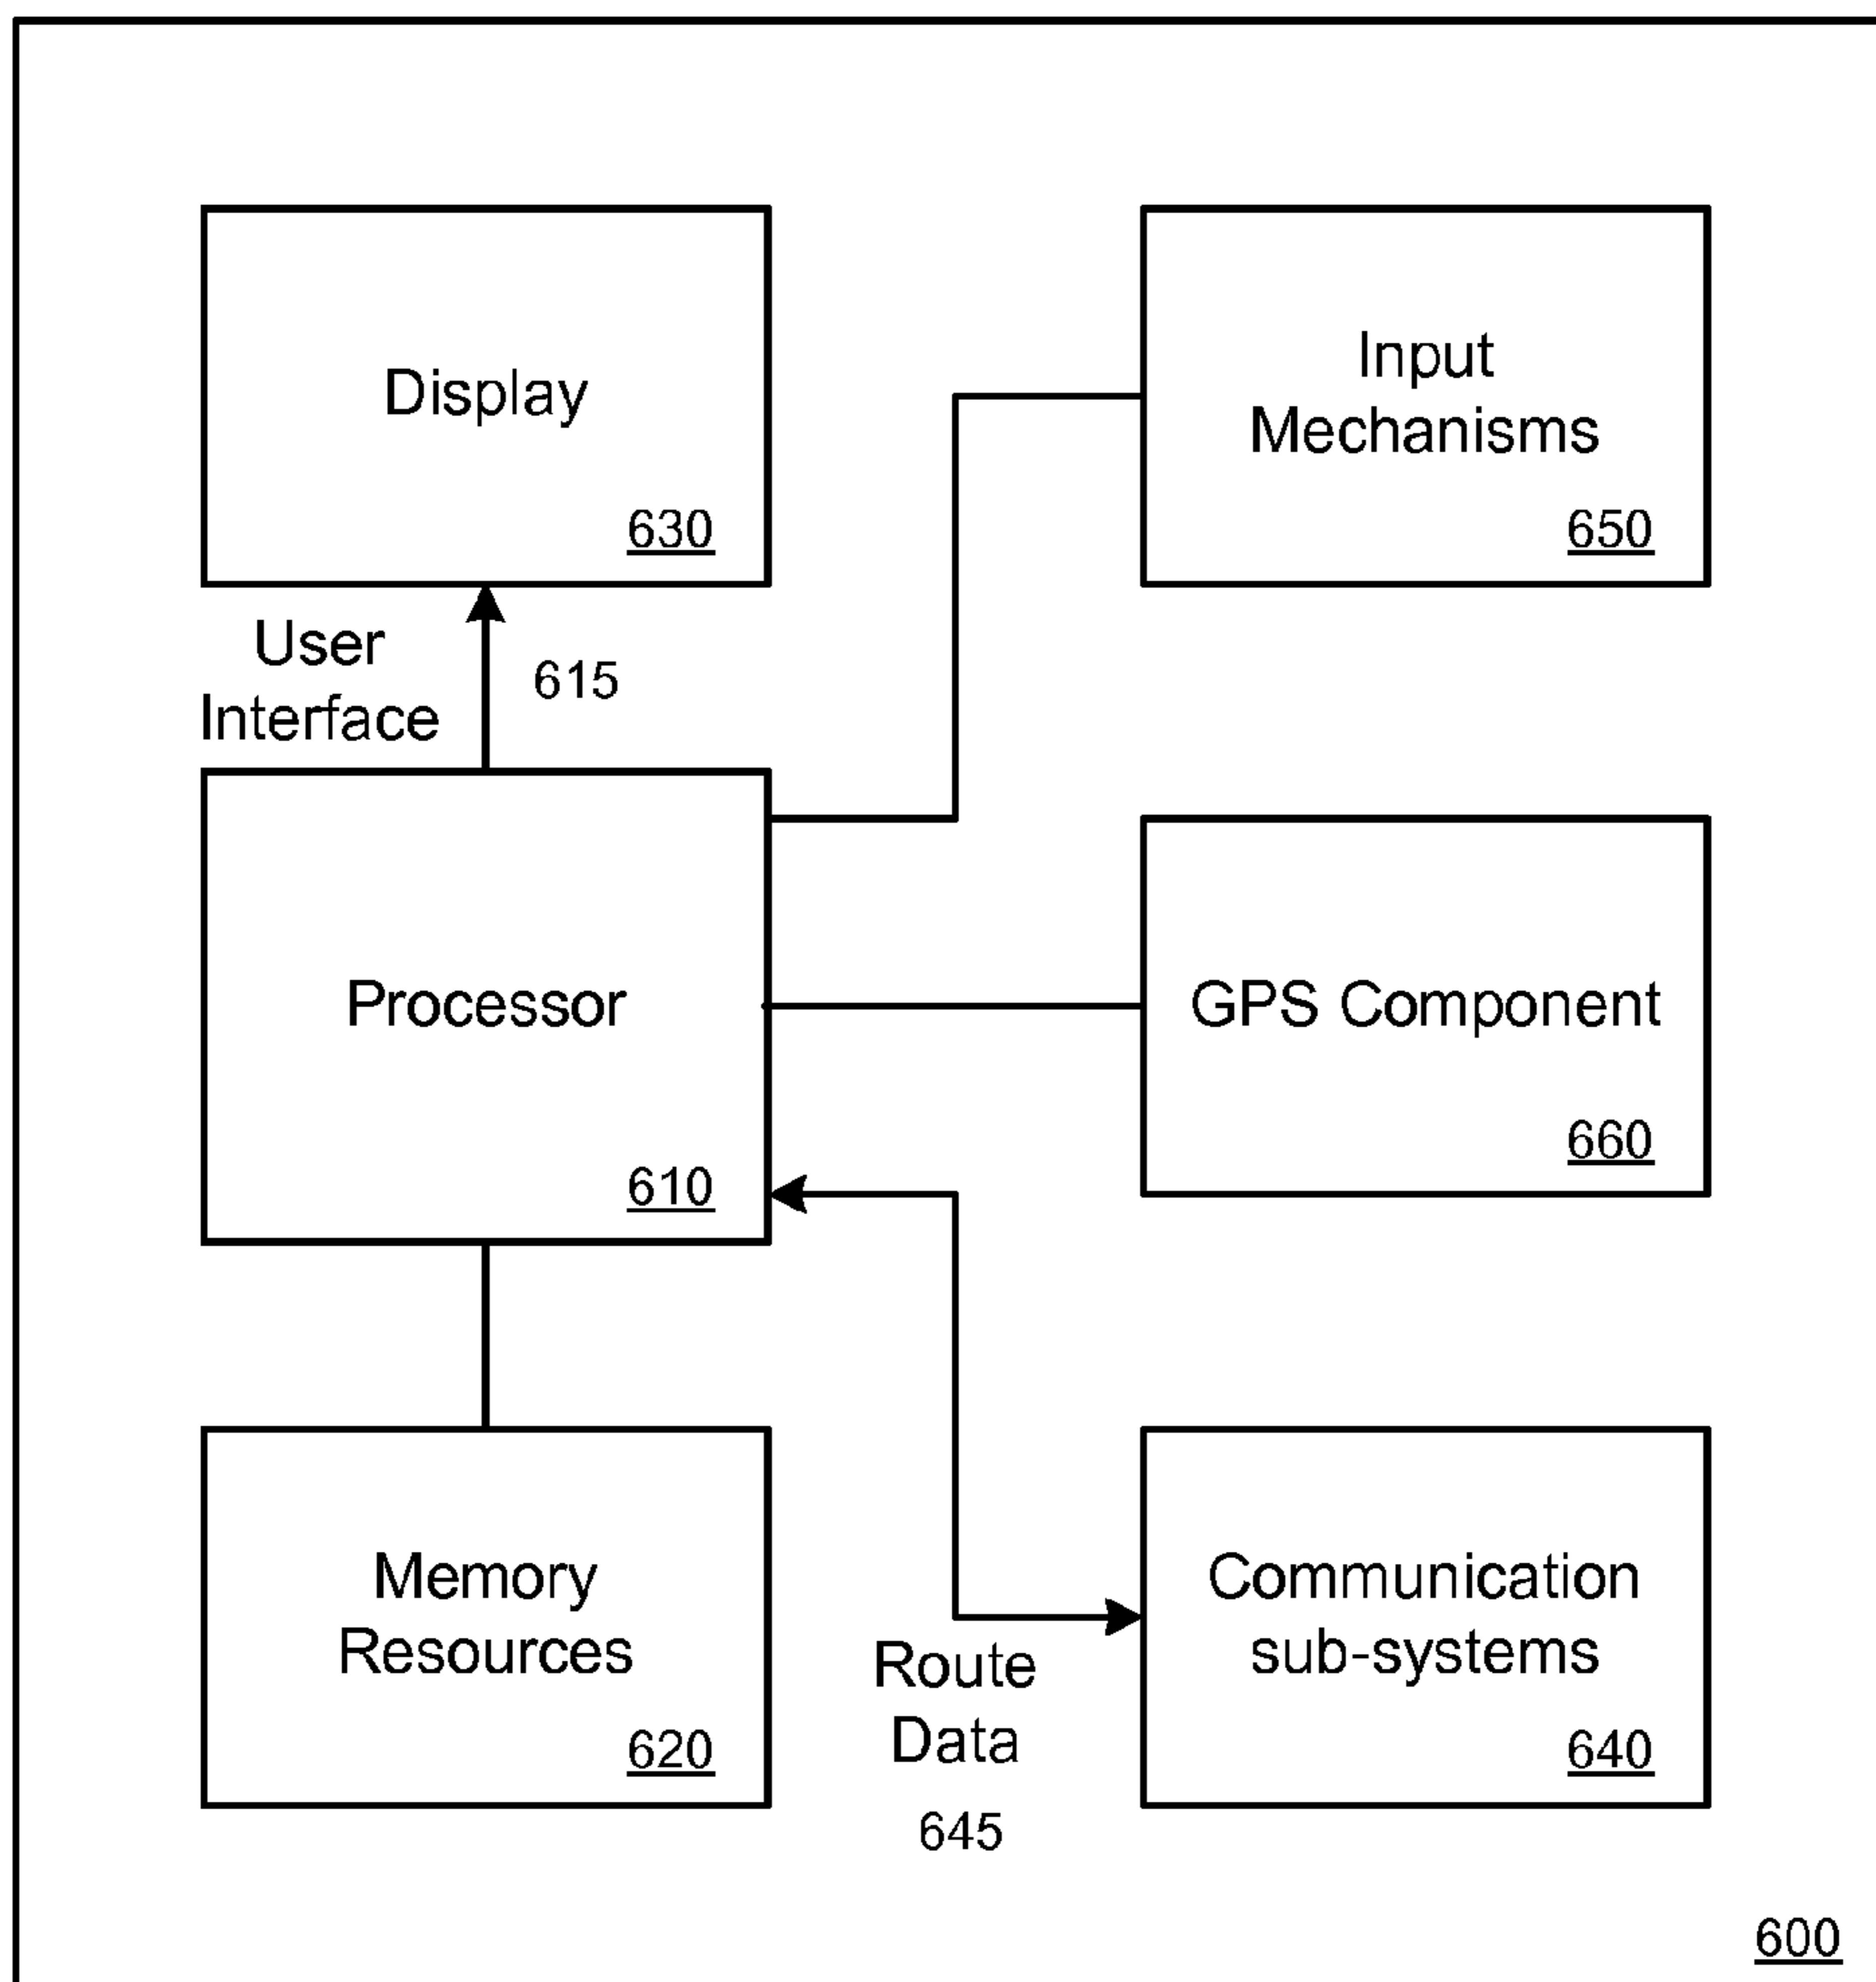 Display
630
Input
Mechanisms
650
User
Interface
615
Processor
610
GPS Component
660
Memory
Resources
620
Route
Data
645
Communication
sub-systems
640
600